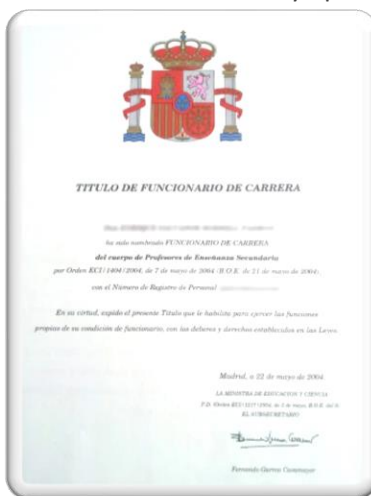 TITULO DE FUNCIONARIO DE CARRERA
ha sido nombrado FUNCIONARIO DE CARRERA
del cuerpo de Profesores de Enseñanza Secundaria
por Orden ECI/1404/2004, de 7 de mayo de 2004 (B.O.E. de 21 de mayo de 2004),
con el Número de Registro de Personal
En su virtud, expido el presente Título que le habilita para ejercer las funciones
propias de su condición de funcionario, con los deberes y derechos establecidos en las Leyes
Madrid, a 22 de mayo de 2004
LA MINISTRA DE EDUCACION Y CIENCIA
EL SUBSECRETARIO
Fernando Gurrea Casamayor